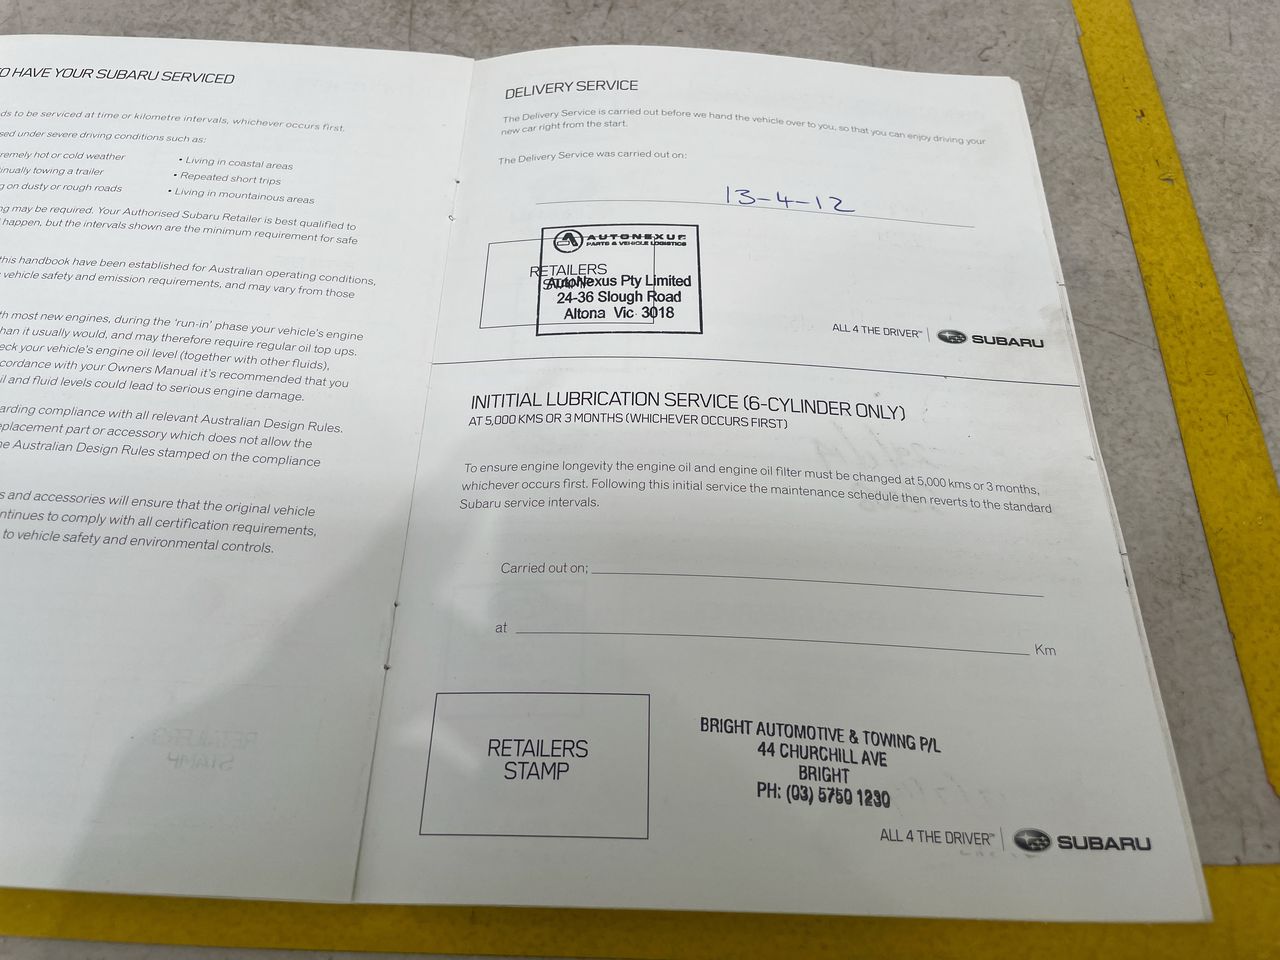 O HAVE YOUR SUBARU SERVICED
ds to be serviced at time or kilometre intervals, whichever occurs first.
sed under severe driving conditions such as:
remely hot or cold weather
inually towing a trailer
g on dusty or rough roads
• Living in coastal areas
• Repeated short trips
• Living in mountainous areas
ng may be required. Your Authorised Subaru Retailer is best qualified to
happen, but the intervals shown are the minimum requirement for safe
this handbook have been established for Australian operating conditions,
vehicle safety and emission requirements, and may vary from those
th most new engines, during the 'run-in' phase your vehicle's engine
han it usually would, and may therefore require regular oil top ups.
eck your vehicle's engine oil level (together with other fluids),
cordance with your Owners Manual it's recommended that you
il and fluid levels could lead to serious engine damage.
arding compliance with all relevant Australian Design Rules.
eplacement part or accessory which does not allow the
e Australian Design Rules stamped on the compliance
s and accessories will ensure that the original vehicle
ntinues to comply with all certification requirements,
to vehicle safety and environmental controls.
DELIVERY SERVICE
The Delivery Service is carried out before we hand the vehicle over to you, so that you can enjoy driving your
new car right from the start.
The Delivery Service was carried out on:
13-4-12
RETAILERS
STAMP
AUTONEXUS
PARTS & VEHICLE LOGISTICS
AutoNexus Pty Limited
24-36 Slough Road
Altona Vic 3018
ALL 4 THE DRIVER™ SUBARU
INITITIAL LUBRICATION SERVICE (6-CYLINDER ONLY)
AT 5,000 KMS OR 3 MONTHS (WHICHEVER OCCURS FIRST)
To ensure engine longevity the engine oil and engine oil filter must be changed at 5,000 kms or 3 months,
whichever occurs first. Following this initial service the maintenance schedule then reverts to the standard
Subaru service intervals.
Carried out on;
at Km
RETAILERS
STAMP
BRIGHT AUTOMOTIVE & TOWING P/L
44 CHURCHILL AVE
BRIGHT
PH: (03) 5750 1290
ALL 4 THE DRIVER™ SUBARU